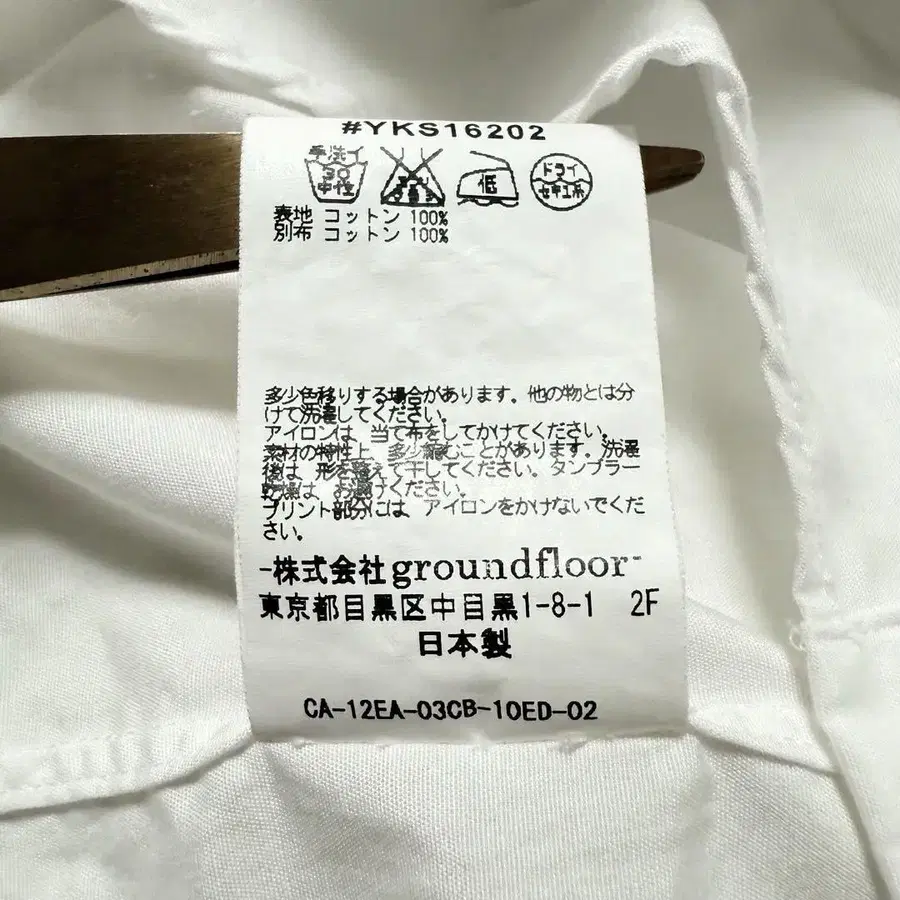 #YKS16202
手洗イ
30
中性
低
ドライ
セキユ系
表地 コットン 100%
別布 コットン 100%
多少色移りする場合があります。他の物とは分
けて洗濯してください。
アイロンは、当て布をしてかけてください。
素材の特性上、多少縮むことがあります。洗濯
後は、形を整えて干してください。タンブラー
乾燥は、お避けください。
プリント部分には、アイロンをかけないでくだ
さい。
-株式会社groundfloor-
東京都目黒区中目黒1-8-1 2F
日本製
CA-12EA-03CB-10ED-02